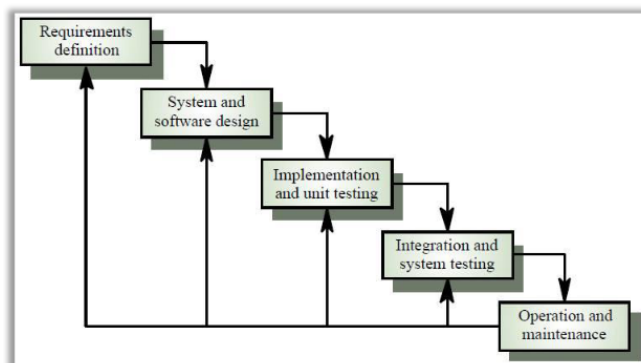 Requirements
definition
System and
software design
Implementation
and unit testing
Integration and
system testing
Operation and
maintenance